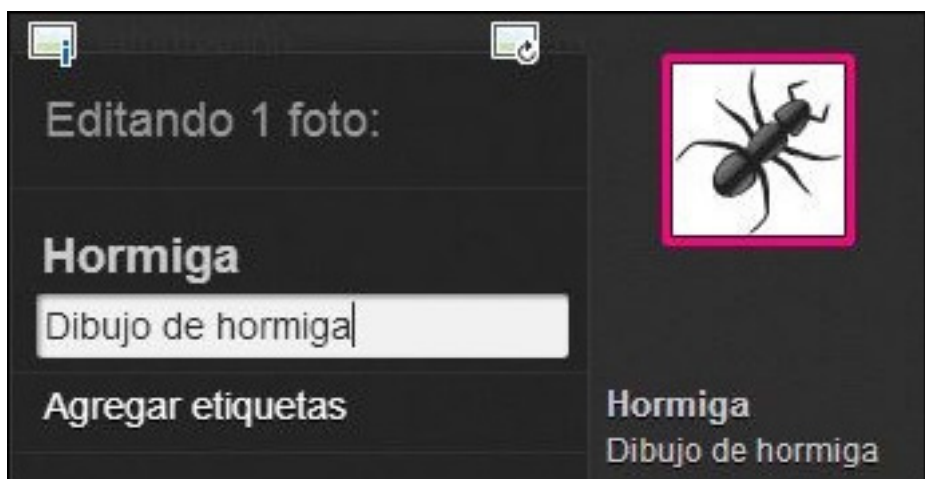 Editando 1 foto:
Hormiga
Dibujo de hormiga
Agregar etiquetas
Hormiga
Dibujo de hormiga